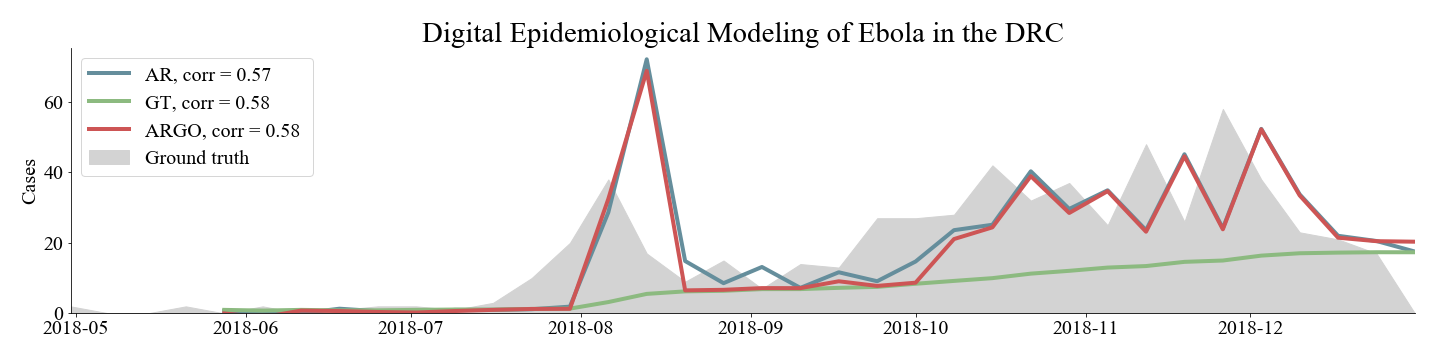 Digital Epidemiological Modeling of Ebola in the DRC
AR, corr = 0.57
GT, corr = 0.58
ARGO, corr = 0.58
Ground truth
Cases
60
40
20
0
2018-05 2018-06 2018-07 2018-08 2018-09 2018-10 2018-11 2018-12